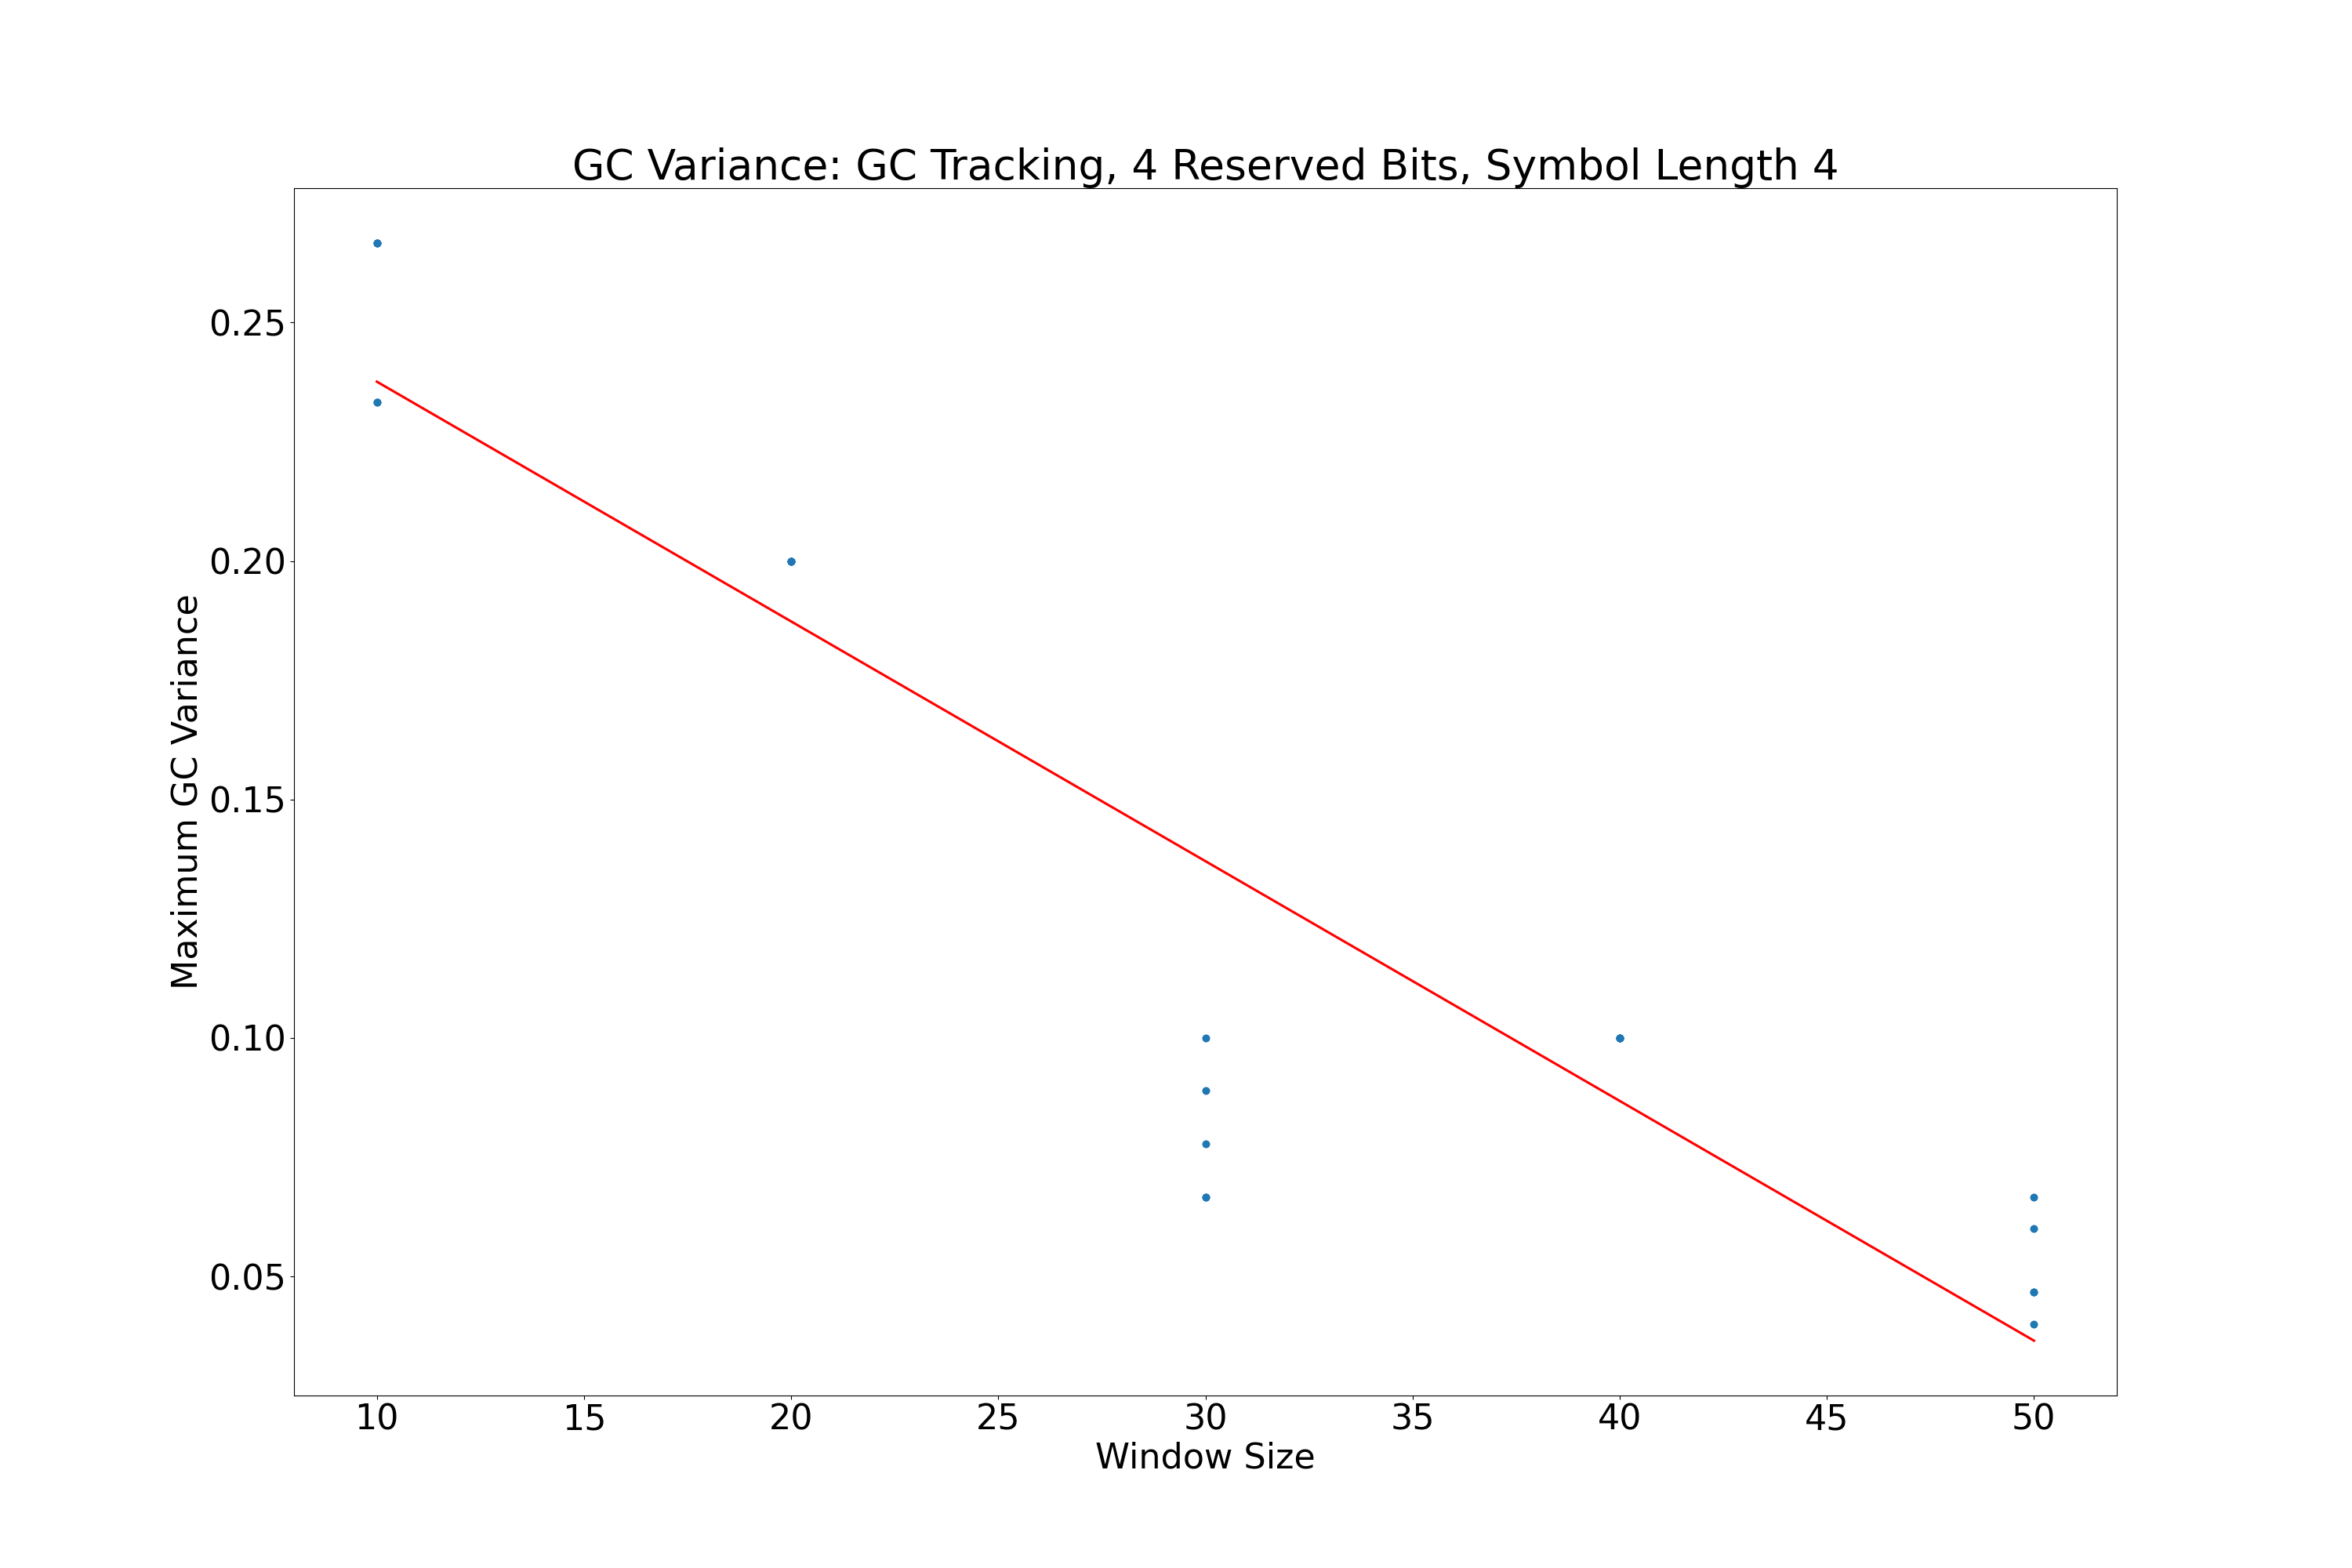 GC Variance: GC Tracking, 4 Reserved Bits, Symbol Length 4
Maximum GC Variance
0.25
0.20
0.15
0.10
0.05
10 15 20 25 30 35 40 45 50
Window Size